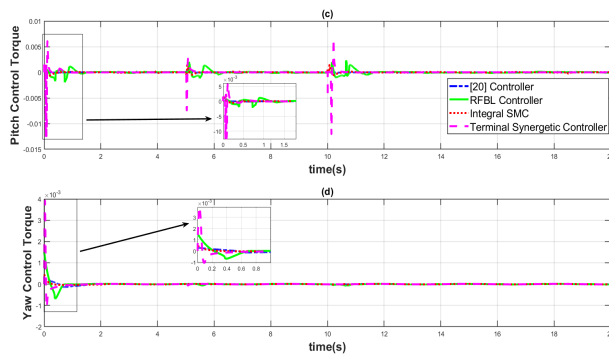 (c)
Pitch Control Torque
0.01
0.005
0
-0.005
-0.01
-0.015
0 2 4 6 8 10 12 14 16 18 20
time(s)
×10⁻³
5
0
-5
-10
0 0.5 1 1.5
[20] Controller
RFBL Controller
Integral SMC
Terminal Synergetic Controller
(d)
Yaw Control Torque
×10⁻³
4
3
2
1
0
-1
-2
0 2 4 6 8 10 12 14 16 18 20
time(s)
×10⁻³
3
2
1
0
-1
0 0.2 0.4 0.6 0.8